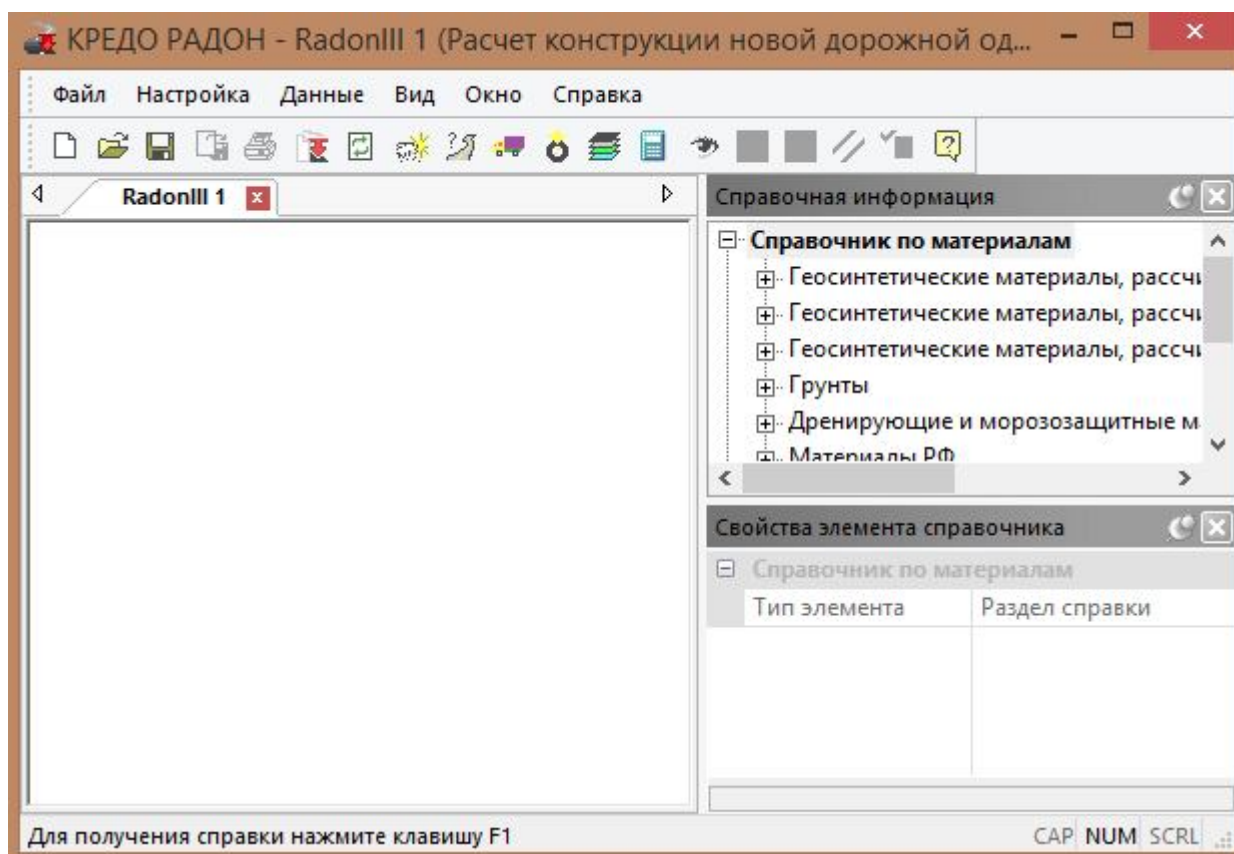 КРЕДО РАДОН - RadonIII 1 (Расчет конструкции новой дорожной од...
Файл Настройка Данные Вид Окно Справка
RadonIII 1
Справочная информация
Справочник по материалам
Геосинтетические материалы, рассчи
Геосинтетические материалы, рассчи
Геосинтетические материалы, рассчи
Грунты
Дренирующие и морозозащитные м
Материалы РФ
Свойства элемента справочника
Справочник по материалам
Тип элемента Раздел справки
Для получения справки нажмите клавишу F1
CAP NUM SCRL